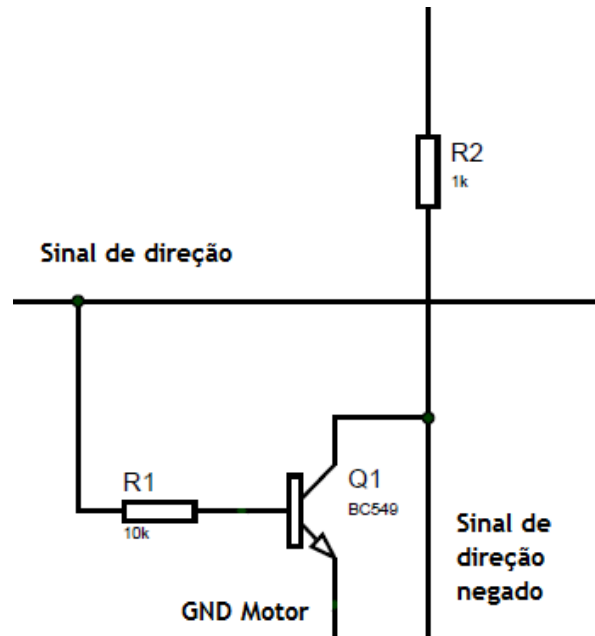 R2
1k
Sinal de direção
R1
10k
Q1
BC549
Sinal de
direção
negado
GND Motor